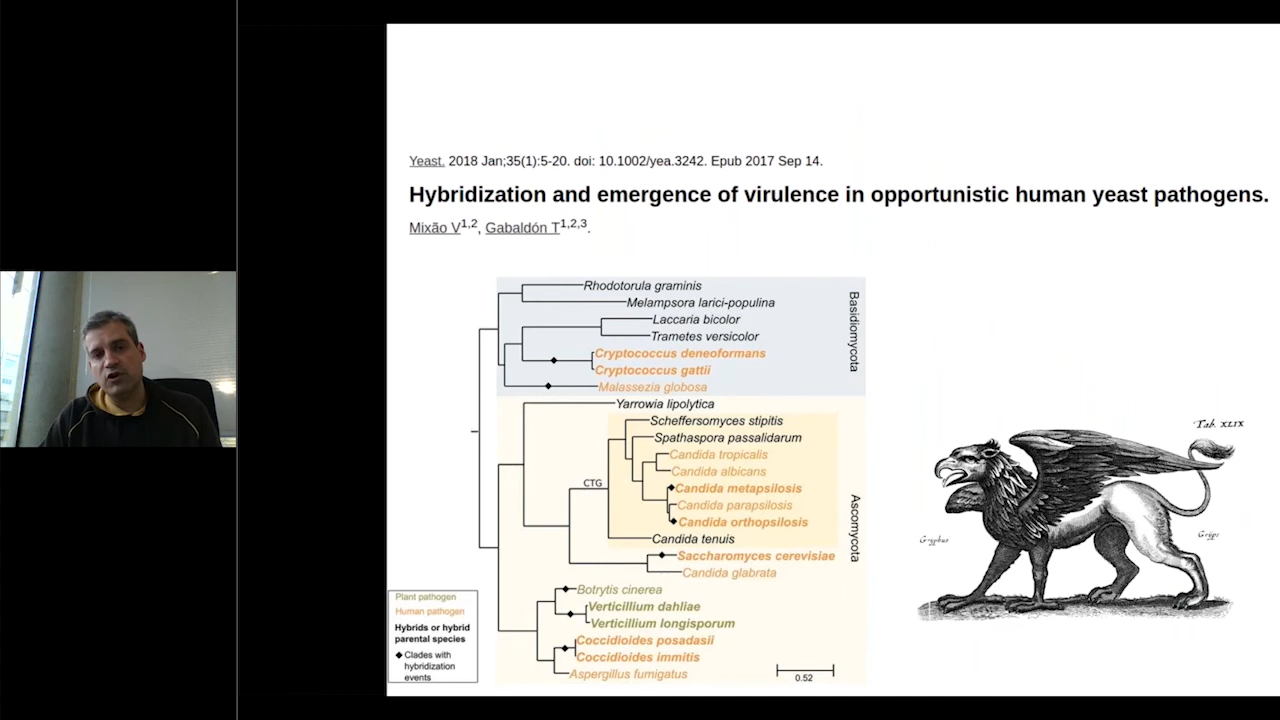 Yeast. 2018 Jan;35(1):5-20. doi: 10.1002/yea.3242. Epub 2017 Sep 14.
Hybridization and emergence of virulence in opportunistic human yeast pathogens.
Mixão V1,2, Gabaldón T1,2,3.
Rhodotorula graminis
Melampsora larici-populina
Laccaria bicolor
Trametes versicolor
Cryptococcus deneoformans
Cryptococcus gattii
Malassezia globosa
Basidiomycota
Yarrowia lipolytica
Scheffersomyces stipitis
Spathaspora passalidarum
Candida tropicalis
Candida albicans
CTG
Candida metapsilosis
Candida parapsilosis
Candida orthopsilosis
Candida tenuis
Saccharomyces cerevisiae
Candida glabrata
Ascomycota
Botrytis cinerea
Verticillium dahliae
Verticillium longisporum
Coccidioides posadasii
Coccidioides immitis
Aspergillus fumigatus
0.52
Plant pathogen
Human pathogen
Hybrids or hybrid
parental species
Clades with
hybridization
events
Tab. XLIX